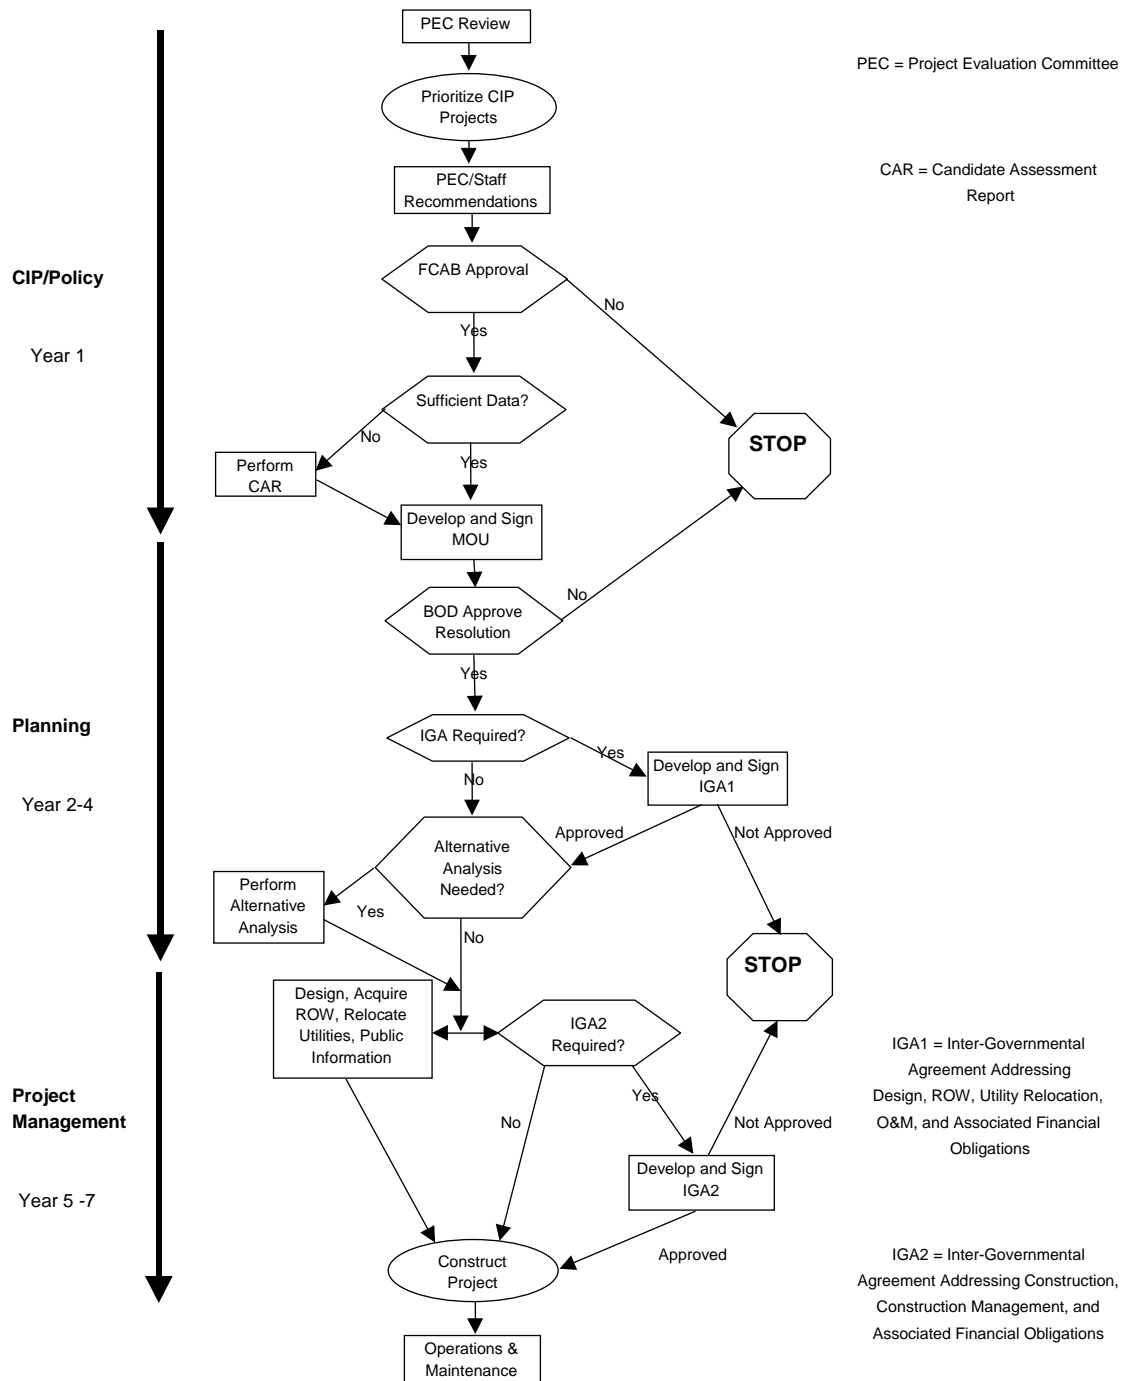 PEC Review
PEC = Project Evaluation Committee
Prioritize CIP
Projects
CAR = Candidate Assessment
Report
PEC/Staff
Recommendations
CIP/Policy
FCAB Approval
No
Yes
Year 1
Sufficient Data?
No
STOP
Yes
Perform
CAR
Develop and Sign
MOU
No
BOD Approve
Resolution
Yes
Planning
IGA Required?
Yes
Develop and Sign
IGA1
No
Year 2-4
Approved
Not Approved
Alternative
Analysis
Needed?
Perform
Alternative
Analysis
Yes
No
STOP
Design, Acquire
ROW, Relocate
Utilities, Public
Information
IGA2
Required?
IGA1 = Inter-Governmental
Agreement Addressing
Design, ROW, Utility Relocation,
O&M, and Associated Financial
Obligations
Project
Management
Yes
No
Not Approved
Develop and Sign
IGA2
Year 5 -7
Approved
Construct
Project
IGA2 = Inter-Governmental
Agreement Addressing Construction,
Construction Management, and
Associated Financial Obligations
Operations &
Maintenance